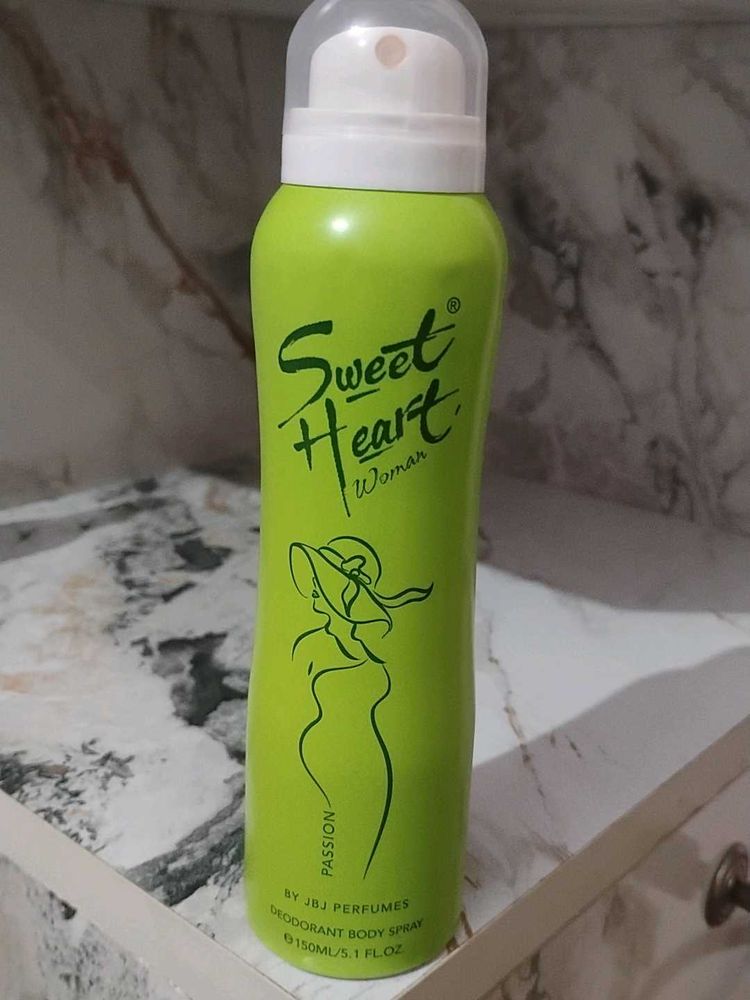 Sweet®
Heart
Woman
PASSION
BY JBJ PERFUMES
DEODORANT BODY SPRAY
℮150ML/5.1 FL.OZ.